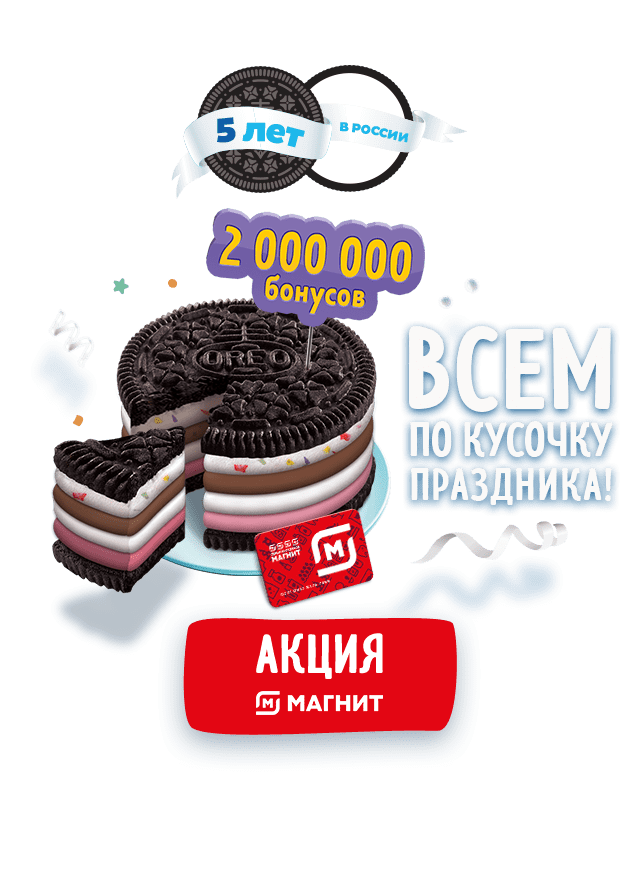 5 лет
В РОССИИ
2 000 000
бонусов
OREO
ВСЕМ
ПО КУСОЧКУ
ПРАЗДНИКА!
МАГНИТ
М
АКЦИЯ
М МАГНИТ